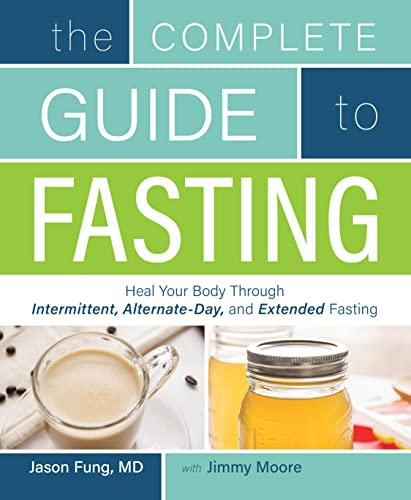 the COMPLETE
GUIDE to
FASTING
Heal Your Body Through
Intermittent, Alternate-Day, and Extended Fasting
Jason Fung, MD with Jimmy Moore